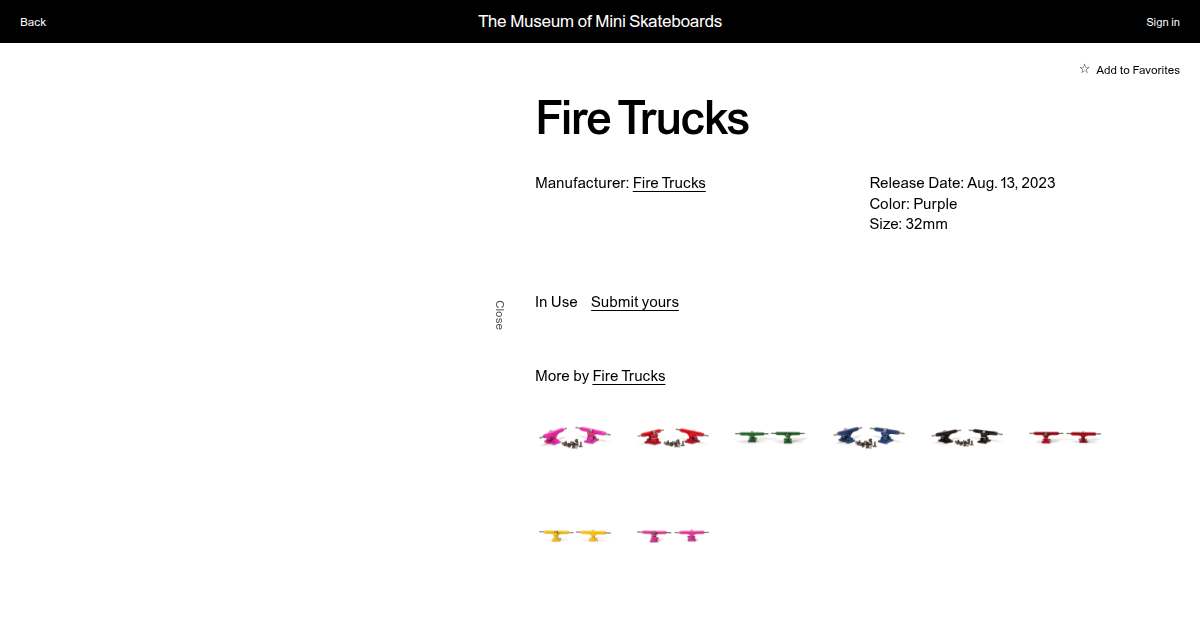 Back
The Museum of Mini Skateboards
Sign in
☆ Add to Favorites
Fire Trucks
Manufacturer: Fire Trucks
Release Date: Aug. 13, 2023
Color: Purple
Size: 32mm
Close
In Use Submit yours
More by Fire Trucks